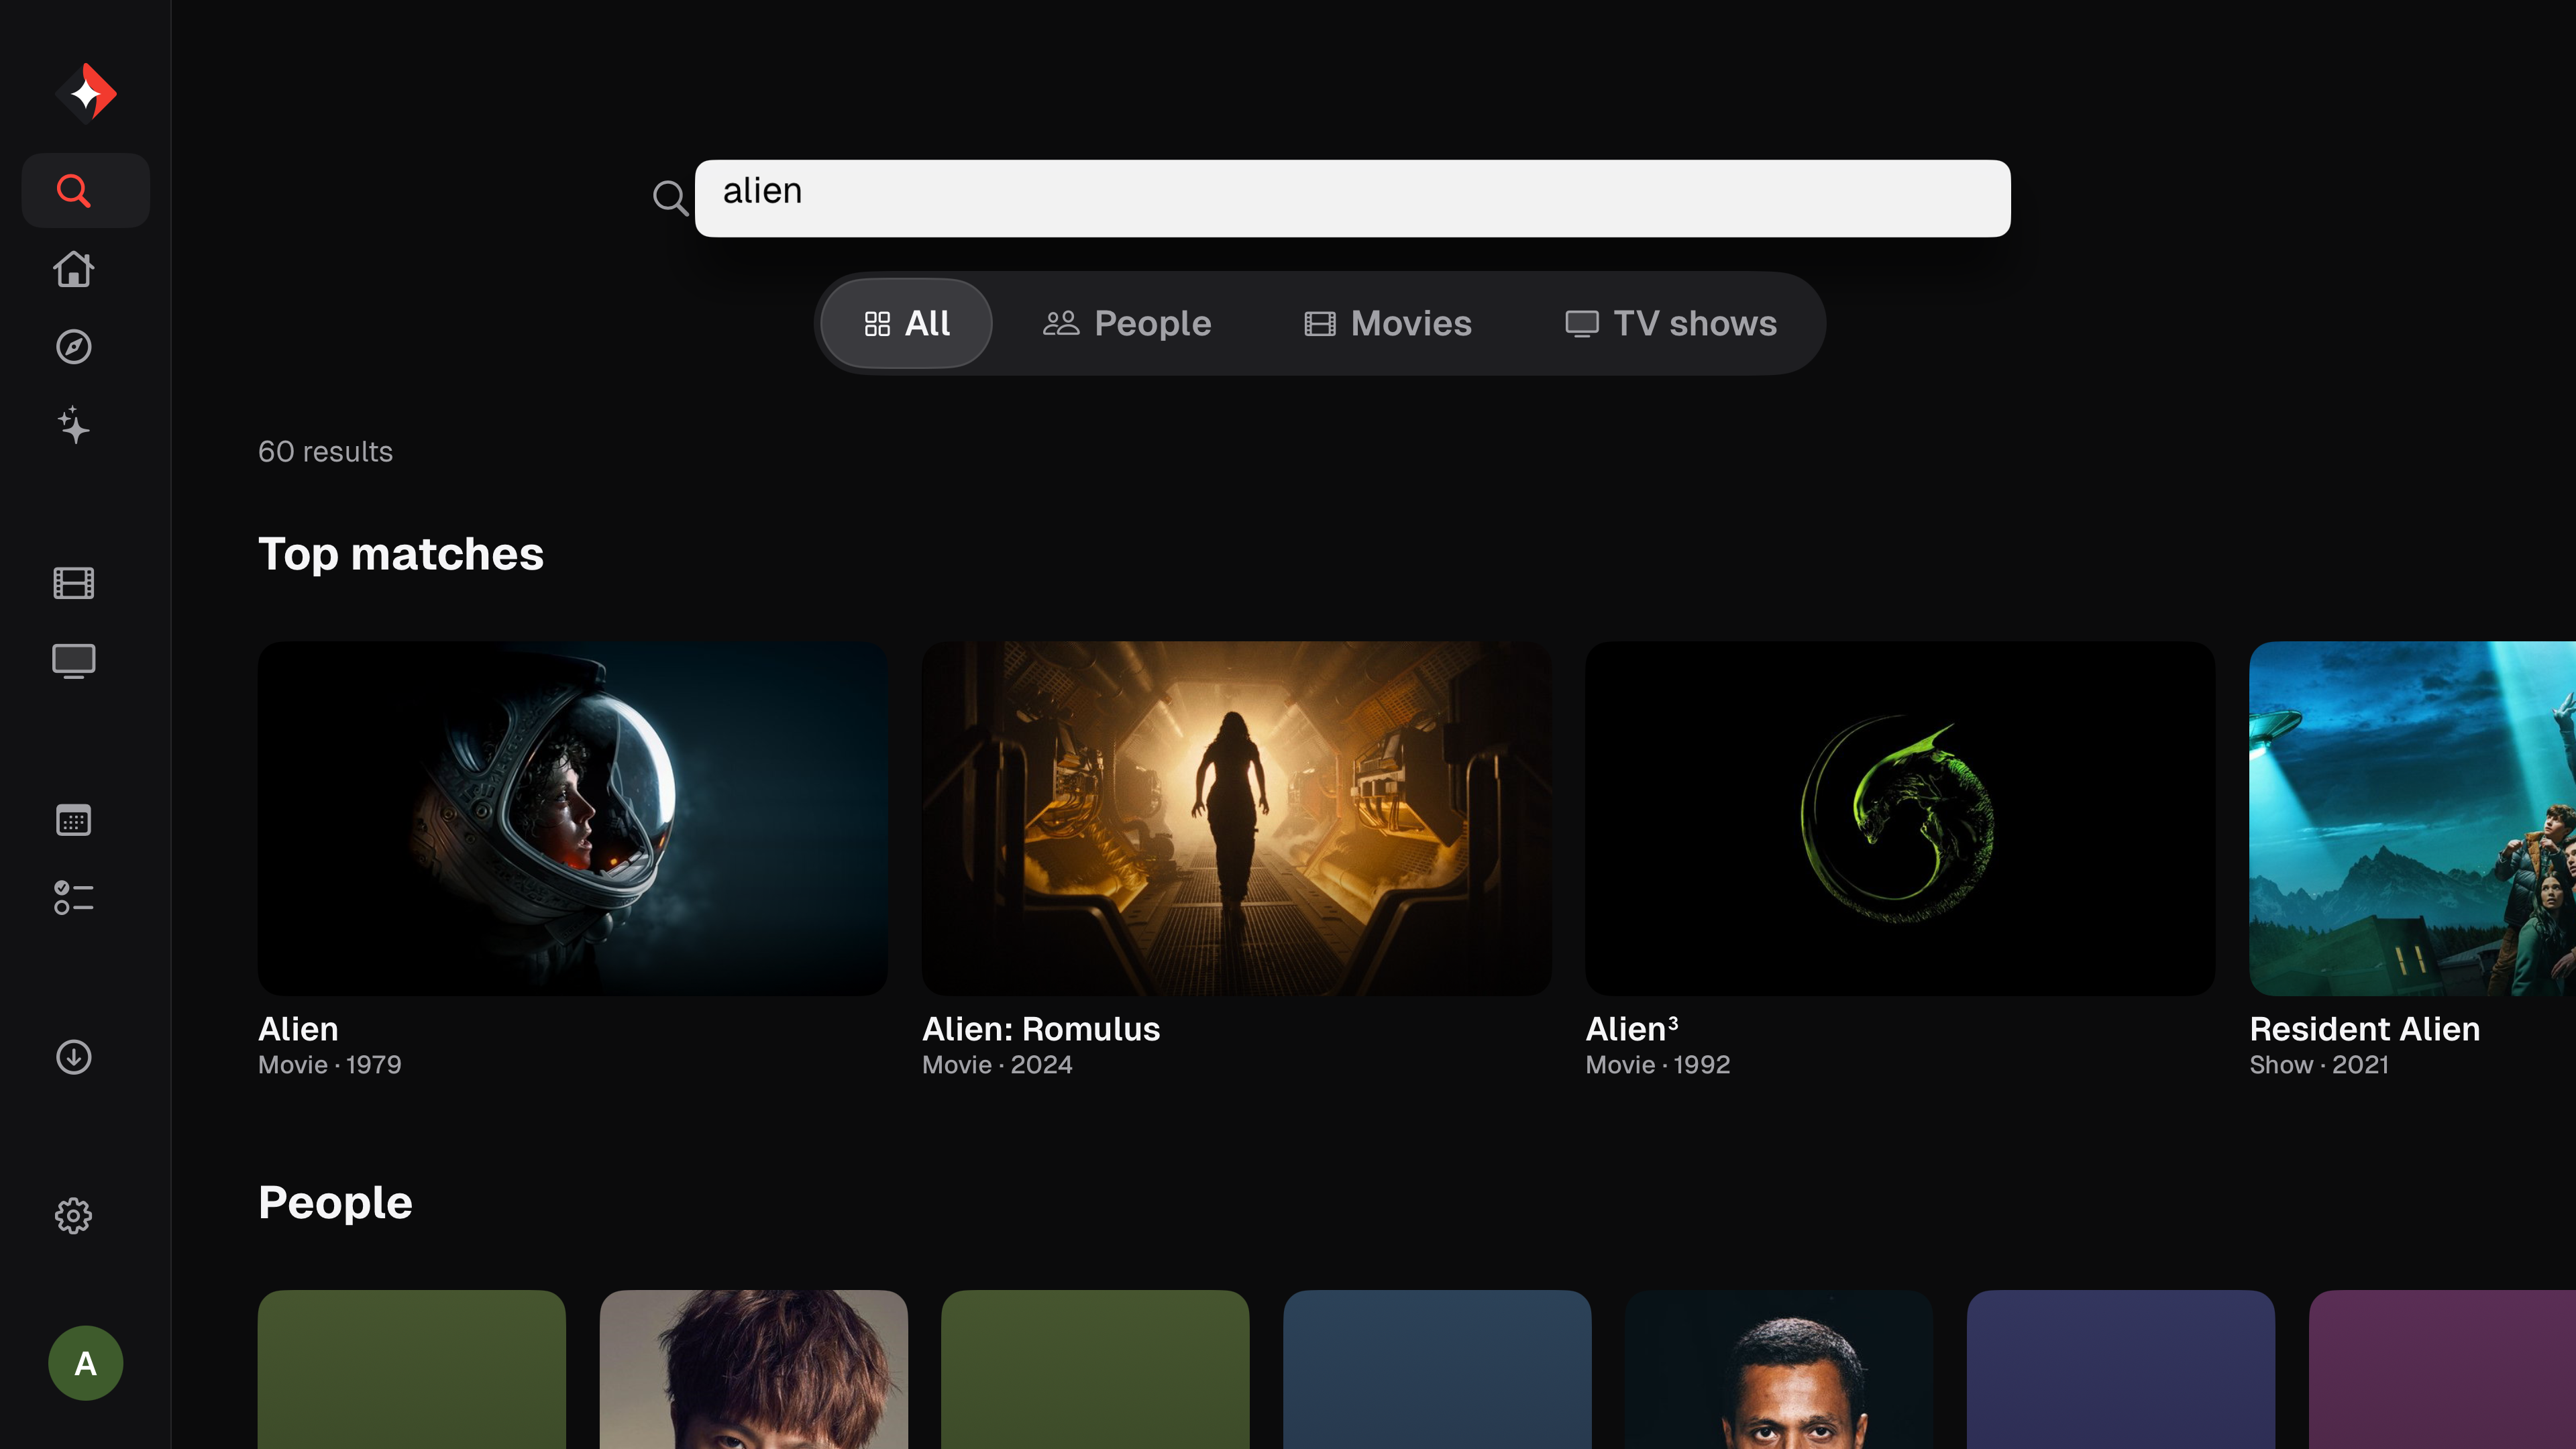 alien
All
People
Movies
TV shows
60 results
Top matches
Alien
Movie · 1979
Alien: Romulus
Movie · 2024
Alien³
Movie · 1992
Resident Alien
Show · 2021
People
A